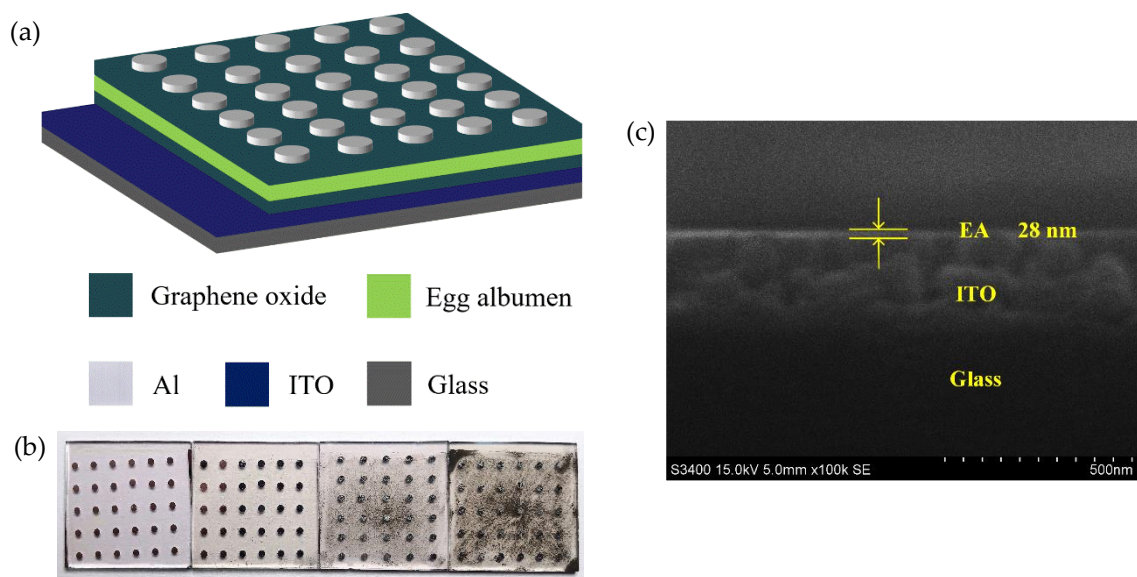 (a)
Graphene oxide
Egg albumen
Al
ITO
Glass
(b)
(c)
EA 28 nm
ITO
Glass
S3400 15.0kV 5.0mm x100k SE
500nm